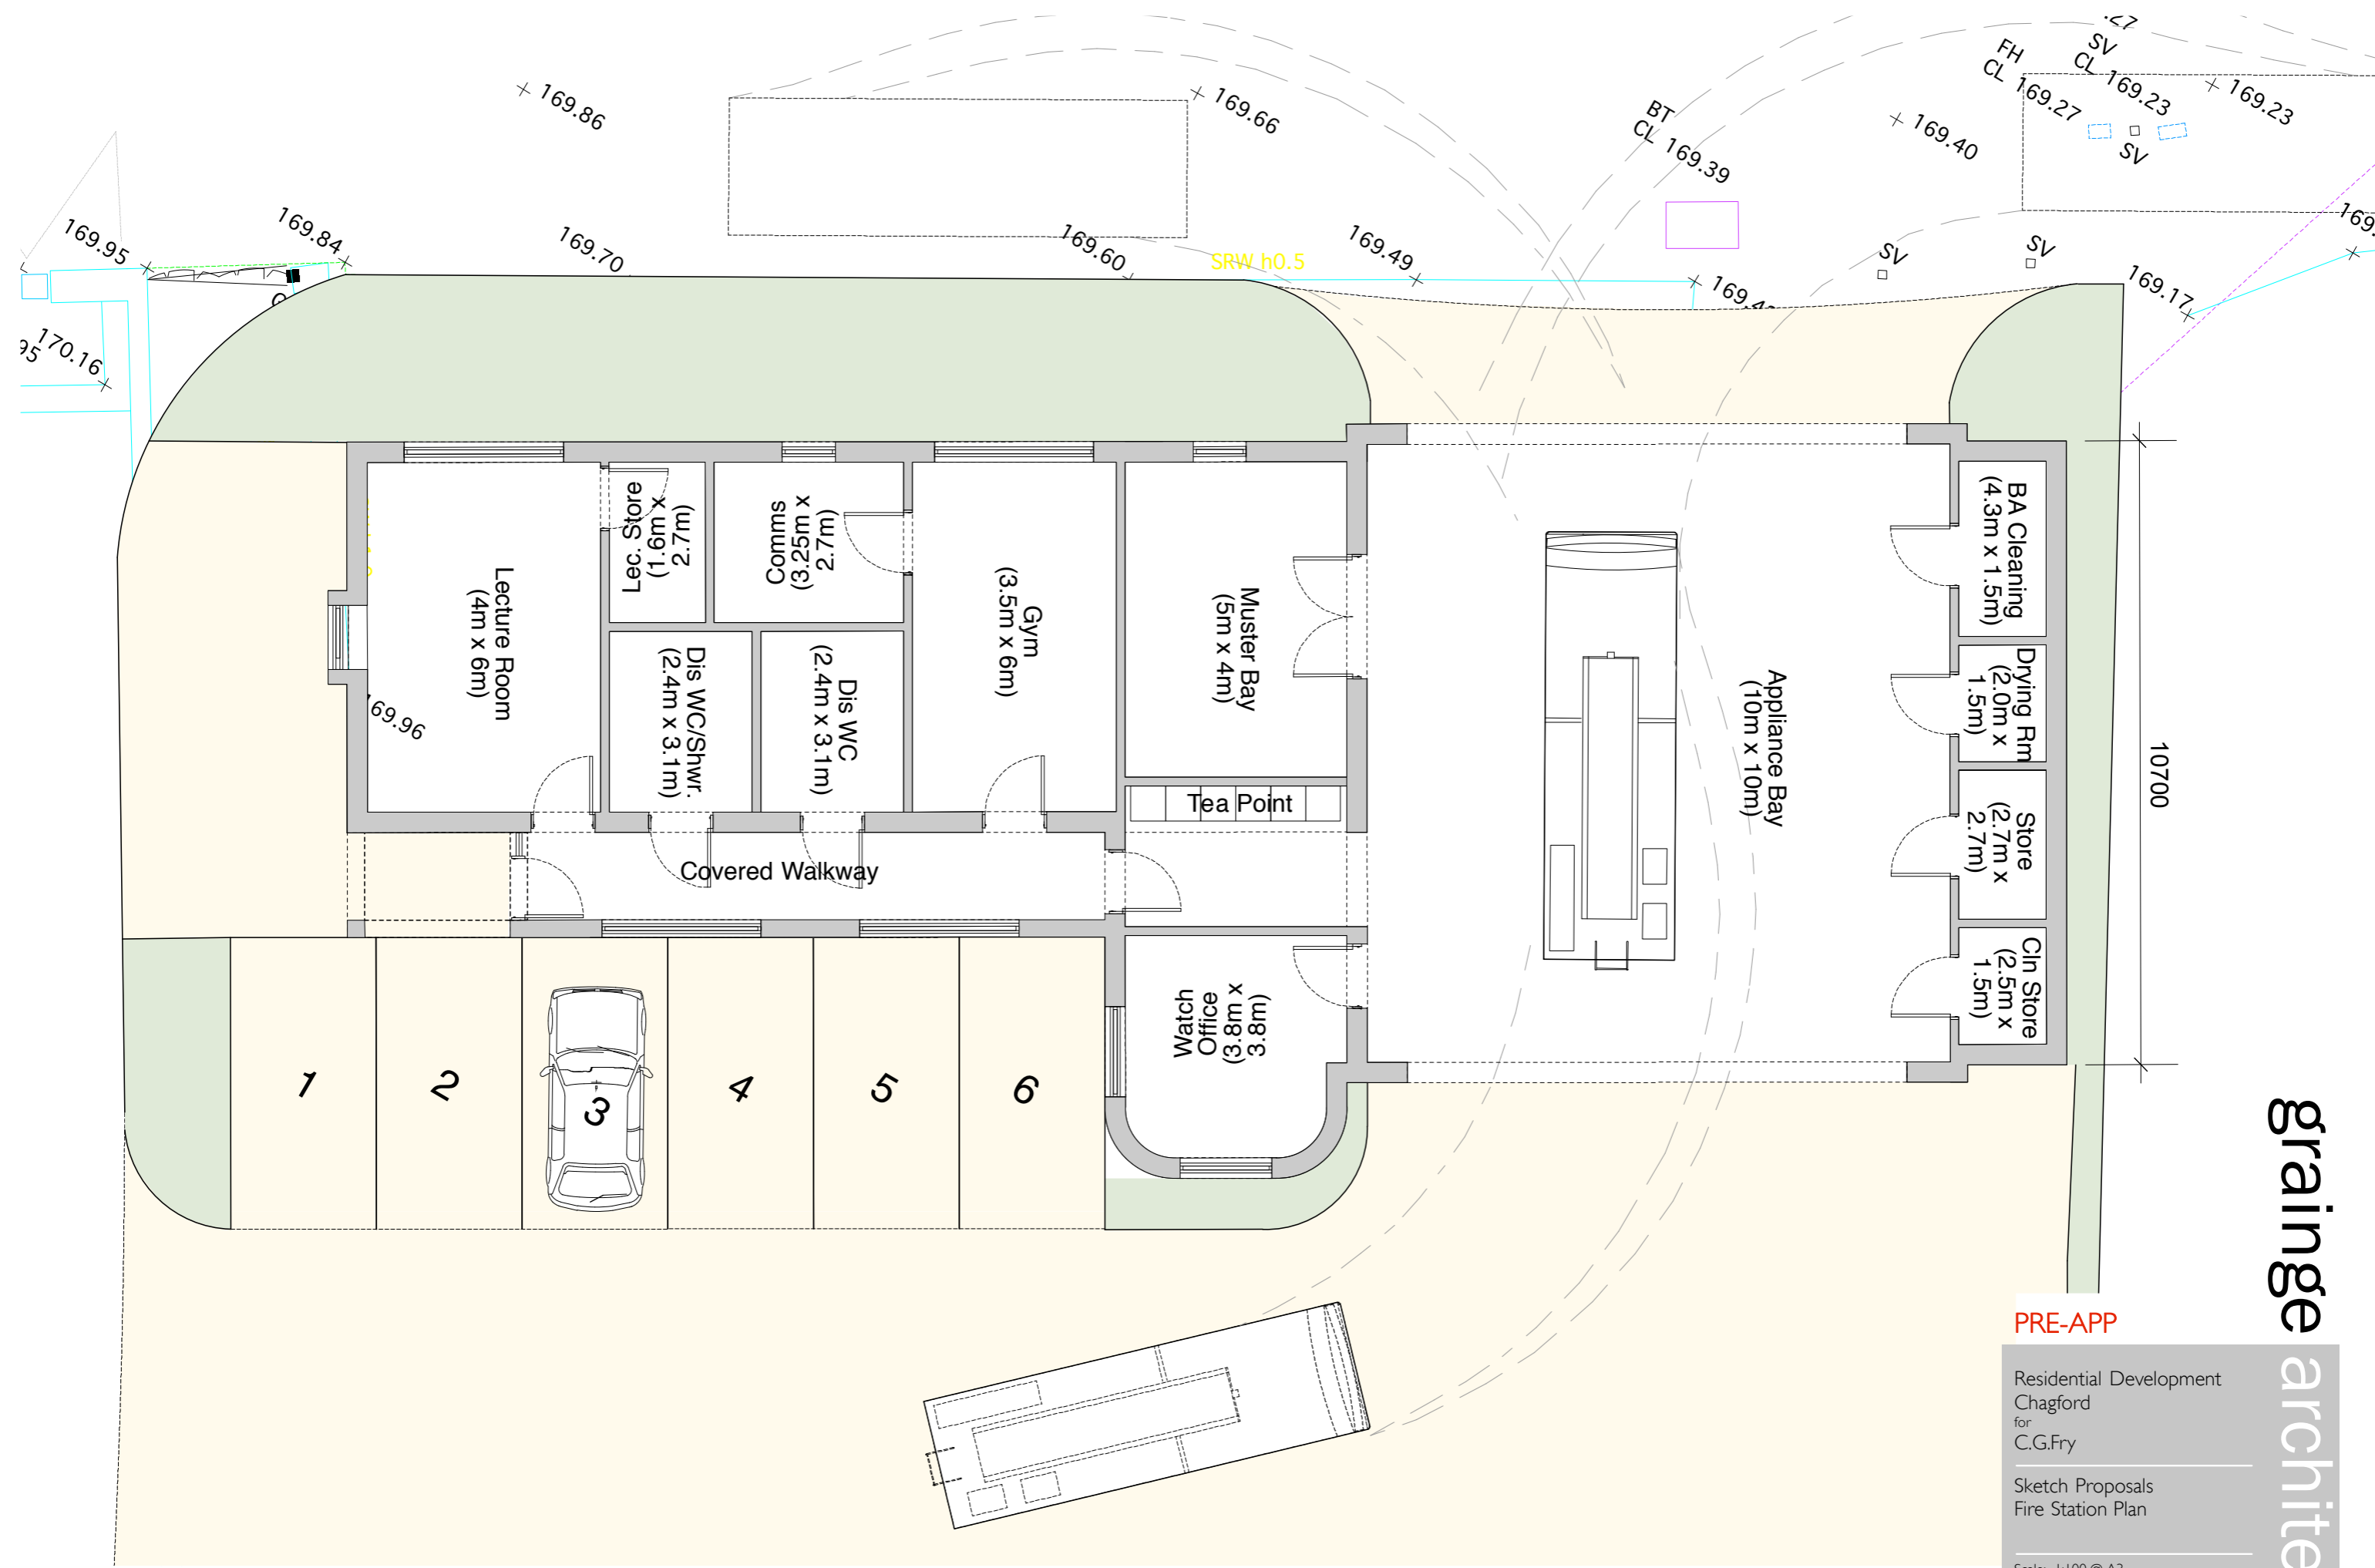 169.86
169.66
BT
CL 169.39
169.40
FH
CL 169.27
SV
CL 169.23
169.23
SV
169.95
169.84
169.70
169.60
SRW h0.5
169.49
SV
SV
169.17
170.16
Lecture Room
(4m x 6m)
Lec. Store
(1.6m x
2.7m)
Comms
(3.25m x
2.7m)
Gym
(3.5m x 6m)
Muster Bay
(5m x 4m)
Dis WC/Shwr.
(2.4m x 3.1m)
Dis WC
(2.4m x 3.1m)
169.96
Tea Point
Covered Walkway
Appliance Bay
(10m x 10m)
BA Cleaning
(4.3m x 1.5m)
Drying Rm
(2.0m x
1.5m)
Store
(2.7m x
2.7m)
Cln Store
(2.5m x
1.5m)
10700
Watch
Office
(3.8m x
3.8m)
1
2
3
4
5
6
grainge archite
PRE-APP
Residential Development
Chagford
for
C.G.Fry
Sketch Proposals
Fire Station Plan